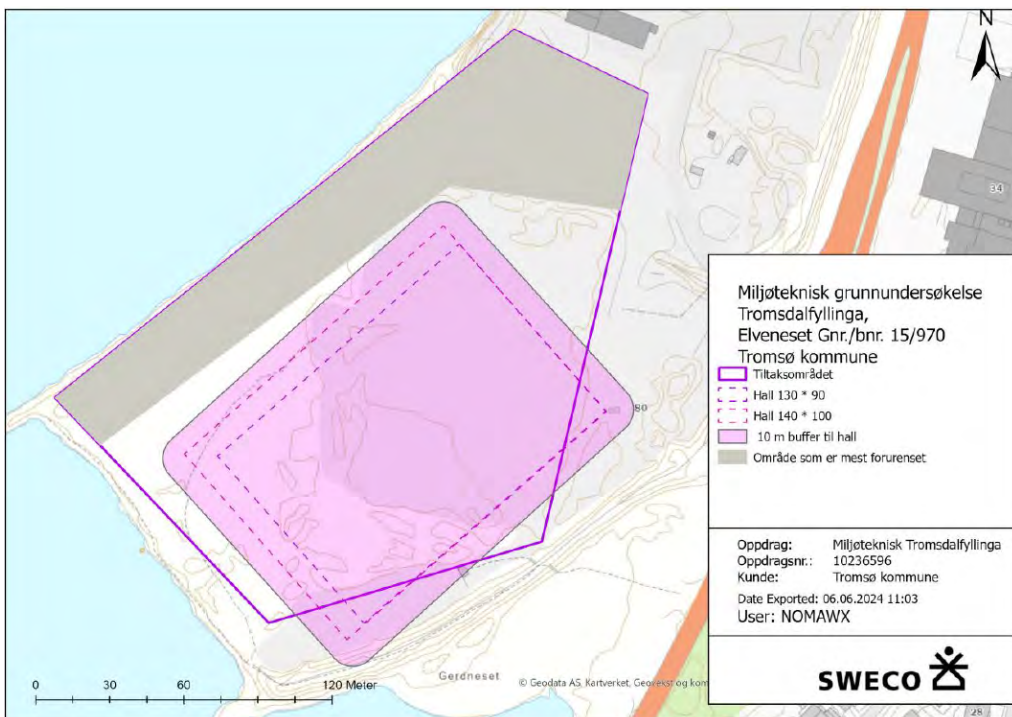 N
34
80
Miljøteknisk grunnundersøkelse
Tromsdalfyllinga,
Elveneset Gnr./bnr. 15/970
Tromsø kommune
Tiltaksområdet
Hall 130 * 90
Hall 140 * 100
10 m buffer til hall
Område som er mest forurenset
Oppdrag: Miljøteknisk Tromsdalfyllinga
Oppdragsnr.: 10236596
Kunde: Tromsø kommune
Date Exported: 06.06.2024 11:03
User: NOMAWX
SWECO
Gerdneset
0 30 60 120 Meter
© Geodata AS, Kartverket, Geovekst og kom
28